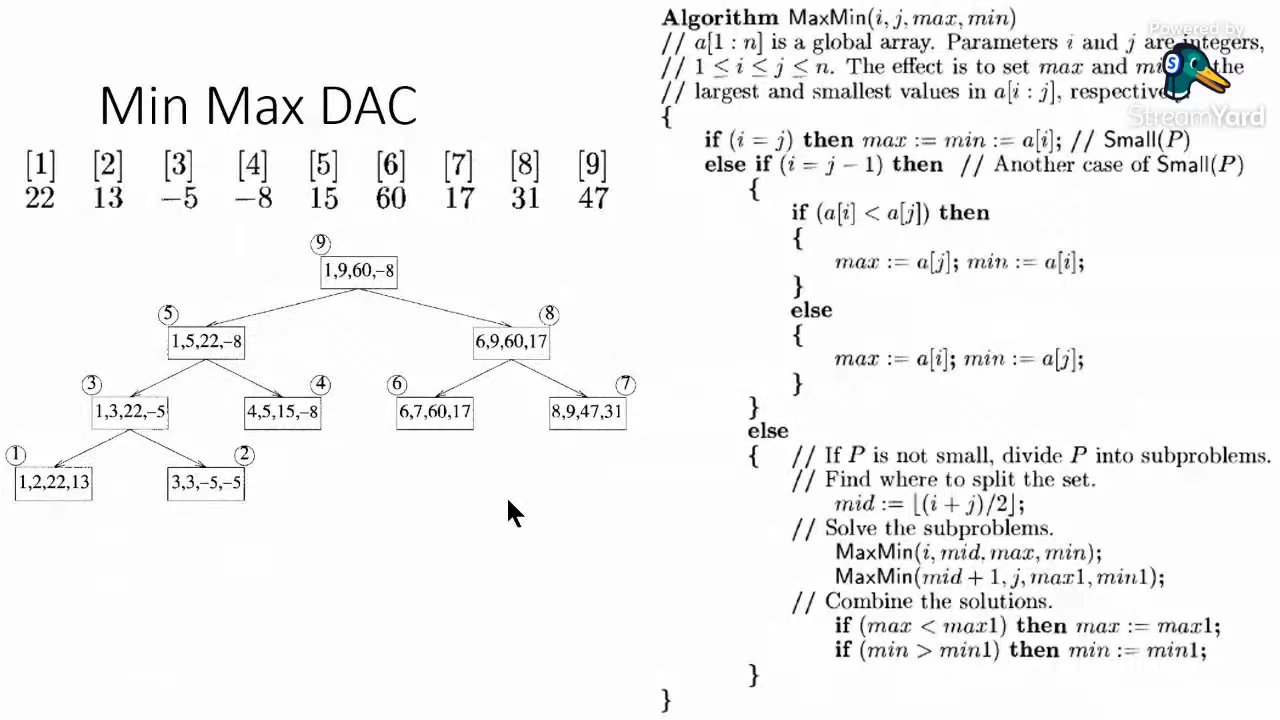 Min Max DAC
[1] [2] [3] [4] [5] [6] [7] [8] [9]
22 13 −5 −8 15 60 17 31 47
9
1,9,60,−8
5
8
1,5,22,−8
6,9,60,17
3
4
6
7
1,3,22,−5
4,5,15,−8
6,7,60,17
8,9,47,31
1
2
1,2,22,13
3,3,−5,−5
Algorithm MaxMin(i, j, max, min)
// a[1 : n] is a global array. Parameters i and j are integers,
// 1 ≤ i ≤ j ≤ n. The effect is to set max and the
// largest and smallest values in a[i : j],
{
if (i = j) then max := min := a[i]; // Small(P)
else if (i = j − 1) then // Another case of Small(P)
{
if (a[i] < a[j]) then
{
max := a[j]; min := a[i];
}
else
{
max := a[i]; min := a[j];
}
}
else
{ // If P is not small, divide P into subproblems.
// Find where to split the set.
mid := ⌊(i + j)/2⌋;
// Solve the subproblems.
MaxMin(i, mid, max, min);
MaxMin(mid + 1, j, max1, min1);
// Combine the solutions.
if (max < max1) then max := max1;
if (min > min1) then min := min1;
}
}
Powered by
S
StreamYard